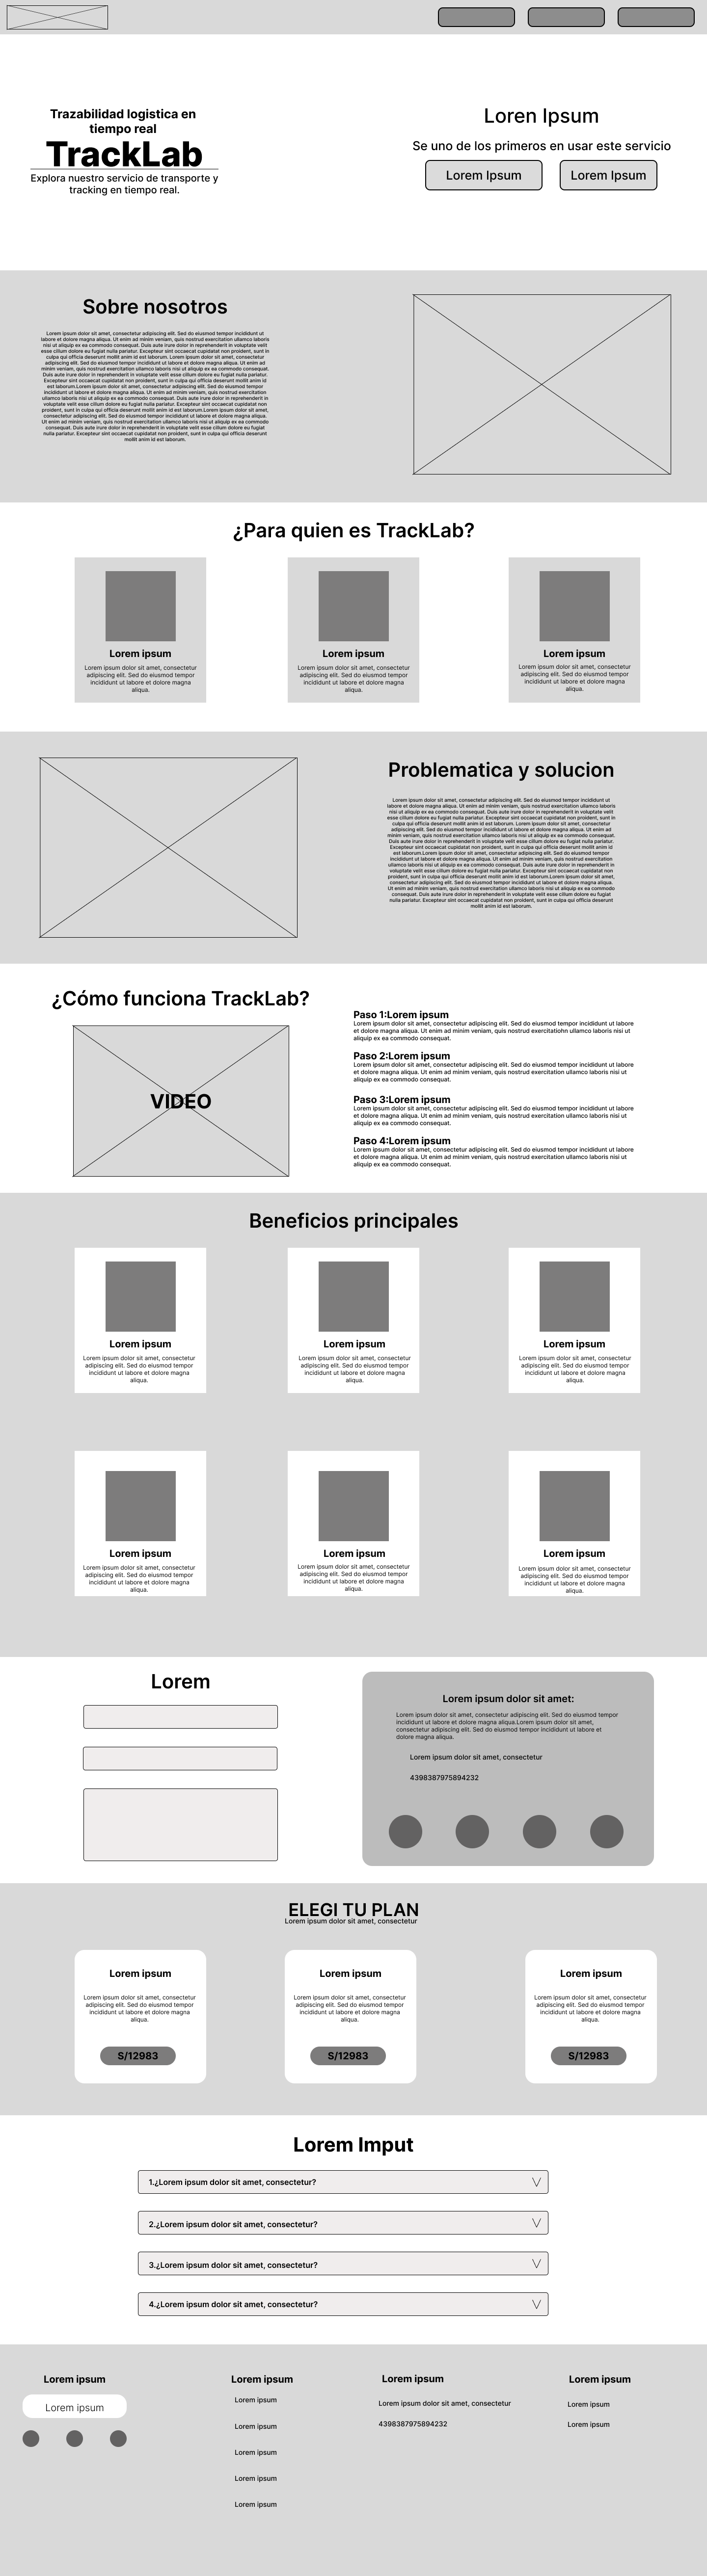 Trazabilidad logistica en
tiempo real
TrackLab
Explora nuestro servicio de transporte y
tracking en tiempo real.
Loren Ipsum
Se uno de los primeros en usar este servicio
Lorem Ipsum
Lorem Ipsum
Sobre nosotros
Lorem ipsum dolor sit amet, consectetur adipiscing elit. Sed do eiusmod tempor incididunt ut
labore et dolore magna aliqua. Ut enim ad minim veniam, quis nostrud exercitation ullamco laboris
nisi ut aliquip ex ea commodo consequat. Duis aute irure dolor in reprehenderit in voluptate velit
esse cillum dolore eu fugiat nulla pariatur. Excepteur sint occaecat cupidatat non proident, sunt in
culpa qui officia deserunt mollit anim id est laborum. Lorem ipsum dolor sit amet, consectetur
adipiscing elit. Sed do eiusmod tempor incididunt ut labore et dolore magna aliqua. Ut enim ad
minim veniam, quis nostrud exercitation ullamco laboris nisi ut aliquip ex ea commodo consequat.
Duis aute irure dolor in reprehenderit in voluptate velit esse cillum dolore eu fugiat nulla pariatur.
Excepteur sint occaecat cupidatat non proident, sunt in culpa qui officia deserunt mollit anim id
est laborum.Lorem ipsum dolor sit amet, consectetur adipiscing elit. Sed do eiusmod tempor
incididunt ut labore et dolore magna aliqua. Ut enim ad minim veniam, quis nostrud exercitation
ullamco laboris nisi ut aliquip ex ea commodo consequat. Duis aute irure dolor in reprehenderit in
voluptate velit esse cillum dolore eu fugiat nulla pariatur. Excepteur sint occaecat cupidatat non
proident, sunt in culpa qui officia deserunt mollit anim id est laborum.Lorem ipsum dolor sit amet,
consectetur adipiscing elit. Sed do eiusmod tempor incididunt ut labore et dolore magna aliqua.
Ut enim ad minim veniam, quis nostrud exercitation ullamco laboris nisi ut aliquip ex ea commodo
consequat. Duis aute irure dolor in reprehenderit in voluptate velit esse cillum dolore eu fugiat
nulla pariatur. Excepteur sint occaecat cupidatat non proident, sunt in culpa qui officia deserunt
mollit anim id est laborum.
¿Para quien es TrackLab?
Lorem ipsum
Lorem ipsum dolor sit amet, consectetur
adipiscing elit. Sed do eiusmod tempor
incididunt ut labore et dolore magna
aliqua.
Lorem ipsum
Lorem ipsum dolor sit amet, consectetur
adipiscing elit. Sed do eiusmod tempor
incididunt ut labore et dolore magna
aliqua.
Lorem ipsum
Lorem ipsum dolor sit amet, consectetur
adipiscing elit. Sed do eiusmod tempor
incididunt ut labore et dolore magna
aliqua.
Problematica y solucion
Lorem ipsum dolor sit amet, consectetur adipiscing elit. Sed do eiusmod tempor incididunt ut
labore et dolore magna aliqua. Ut enim ad minim veniam, quis nostrud exercitation ullamco laboris
nisi ut aliquip ex ea commodo consequat. Duis aute irure dolor in reprehenderit in voluptate velit
esse cillum dolore eu fugiat nulla pariatur. Excepteur sint occaecat cupidatat non proident, sunt in
culpa qui officia deserunt mollit anim id est laborum. Lorem ipsum dolor sit amet, consectetur
adipiscing elit. Sed do eiusmod tempor incididunt ut labore et dolore magna aliqua. Ut enim ad
minim veniam, quis nostrud exercitation ullamco laboris nisi ut aliquip ex ea commodo consequat.
Duis aute irure dolor in reprehenderit in voluptate velit esse cillum dolore eu fugiat nulla pariatur.
Excepteur sint occaecat cupidatat non proident, sunt in culpa qui officia deserunt mollit anim id
est laborum.Lorem ipsum dolor sit amet, consectetur adipiscing elit. Sed do eiusmod tempor
incididunt ut labore et dolore magna aliqua. Ut enim ad minim veniam, quis nostrud exercitation
ullamco laboris nisi ut aliquip ex ea commodo consequat. Duis aute irure dolor in reprehenderit in
voluptate velit esse cillum dolore eu fugiat nulla pariatur. Excepteur sint occaecat cupidatat non
proident, sunt in culpa qui officia deserunt mollit anim id est laborum.Lorem ipsum dolor sit amet,
consectetur adipiscing elit. Sed do eiusmod tempor incididunt ut labore et dolore magna aliqua.
Ut enim ad minim veniam, quis nostrud exercitation ullamco laboris nisi ut aliquip ex ea commodo
consequat. Duis aute irure dolor in reprehenderit in voluptate velit esse cillum dolore eu fugiat
nulla pariatur. Excepteur sint occaecat cupidatat non proident, sunt in culpa qui officia deserunt
mollit anim id est laborum.
¿Cómo funciona TrackLab?
VIDEO
Paso 1:Lorem ipsum
Lorem ipsum dolor sit amet, consectetur adipiscing elit. Sed do eiusmod tempor incididunt ut labore
et dolore magna aliqua. Ut enim ad minim veniam, quis nostrud exercitation ullamco laboris nisi ut
aliquip ex ea commodo consequat.
Paso 2:Lorem ipsum
Lorem ipsum dolor sit amet, consectetur adipiscing elit. Sed do eiusmod tempor incididunt ut labore
et dolore magna aliqua. Ut enim ad minim veniam, quis nostrud exercitation ullamco laboris nisi ut
aliquip ex ea commodo consequat.
Paso 3:Lorem ipsum
Lorem ipsum dolor sit amet, consectetur adipiscing elit. Sed do eiusmod tempor incididunt ut labore
et dolore magna aliqua. Ut enim ad minim veniam, quis nostrud exercitation ullamco laboris nisi ut
aliquip ex ea commodo consequat.
Paso 4:Lorem ipsum
Lorem ipsum dolor sit amet, consectetur adipiscing elit. Sed do eiusmod tempor incididunt ut labore
et dolore magna aliqua. Ut enim ad minim veniam, quis nostrud exercitation ullamco laboris nisi ut
aliquip ex ea commodo consequat.
Beneficios principales
Lorem ipsum
Lorem ipsum dolor sit amet, consectetur
adipiscing elit. Sed do eiusmod tempor
incididunt ut labore et dolore magna
aliqua.
Lorem ipsum
Lorem ipsum dolor sit amet, consectetur
adipiscing elit. Sed do eiusmod tempor
incididunt ut labore et dolore magna
aliqua.
Lorem ipsum
Lorem ipsum dolor sit amet, consectetur
adipiscing elit. Sed do eiusmod tempor
incididunt ut labore et dolore magna
aliqua.
Lorem ipsum
Lorem ipsum dolor sit amet, consectetur
adipiscing elit. Sed do eiusmod tempor
incididunt ut labore et dolore magna
aliqua.
Lorem ipsum
Lorem ipsum dolor sit amet, consectetur
adipiscing elit. Sed do eiusmod tempor
incididunt ut labore et dolore magna
aliqua.
Lorem ipsum
Lorem ipsum dolor sit amet, consectetur
adipiscing elit. Sed do eiusmod tempor
incididunt ut labore et dolore magna
aliqua.
Lorem
Lorem ipsum dolor sit amet:
Lorem ipsum dolor sit amet, consectetur adipiscing elit. Sed do eiusmod tempor
incididunt ut labore et dolore magna aliqua.Lorem ipsum dolor sit amet,
consectetur adipiscing elit. Sed do eiusmod tempor incididunt ut labore et
dolore magna aliqua.
Lorem ipsum dolor sit amet, consectetur
4398387975894232
ELEGI TU PLAN
Lorem ipsum dolor sit amet, consectetur
Lorem ipsum
Lorem ipsum dolor sit amet, consectetur
adipiscing elit. Sed do eiusmod tempor
incididunt ut labore et dolore magna
aliqua.
S/12983
Lorem ipsum
Lorem ipsum dolor sit amet, consectetur
adipiscing elit. Sed do eiusmod tempor
incididunt ut labore et dolore magna
aliqua.
S/12983
Lorem ipsum
Lorem ipsum dolor sit amet, consectetur
adipiscing elit. Sed do eiusmod tempor
incididunt ut labore et dolore magna
aliqua.
S/12983
Lorem Imput
1.¿Lorem ipsum dolor sit amet, consectetur?
2.¿Lorem ipsum dolor sit amet, consectetur?
3.¿Lorem ipsum dolor sit amet, consectetur?
4.¿Lorem ipsum dolor sit amet, consectetur?
Lorem ipsum
Lorem ipsum
Lorem ipsum
Lorem ipsum
Lorem ipsum
Lorem ipsum
Lorem ipsum
Lorem ipsum
Lorem ipsum
Lorem ipsum dolor sit amet, consectetur
4398387975894232
Lorem ipsum
Lorem ipsum
Lorem ipsum